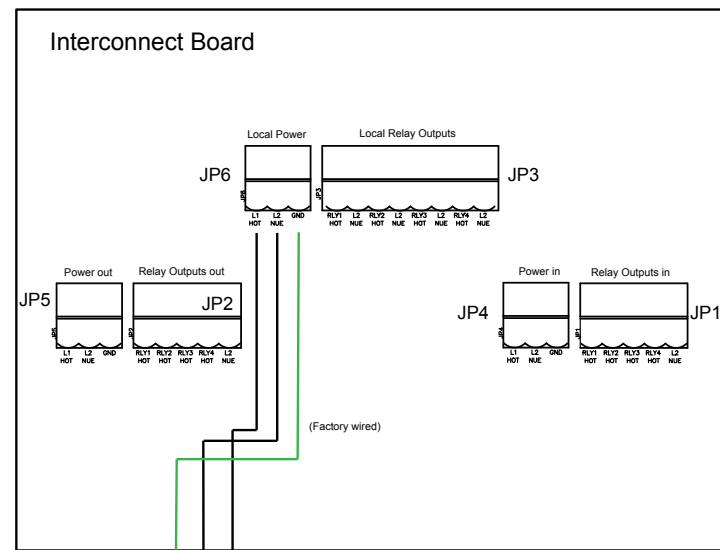 Interconnect Board
Local Power
Local Relay Outputs
JP6
JP6
JP3
JP3
L1 HOT
L2 NUE
GND
RLY1 HOT
L2 NUE
RLY2 HOT
L2 NUE
RLY3 HOT
L2 NUE
RLY4 HOT
L2 NUE
Power out
Relay Outputs out
JP5
JP5
JP2
JP2
L1 HOT
L2 NUE
GND
RLY1 HOT
RLY2 HOT
RLY3 HOT
RLY4 HOT
L2 NUE
Power in
Relay Outputs in
JP4
JP4
JP1
JP1
L1 HOT
L2 NUE
GND
RLY1 HOT
RLY2 HOT
RLY3 HOT
RLY4 HOT
L2 NUE
(Factory wired)